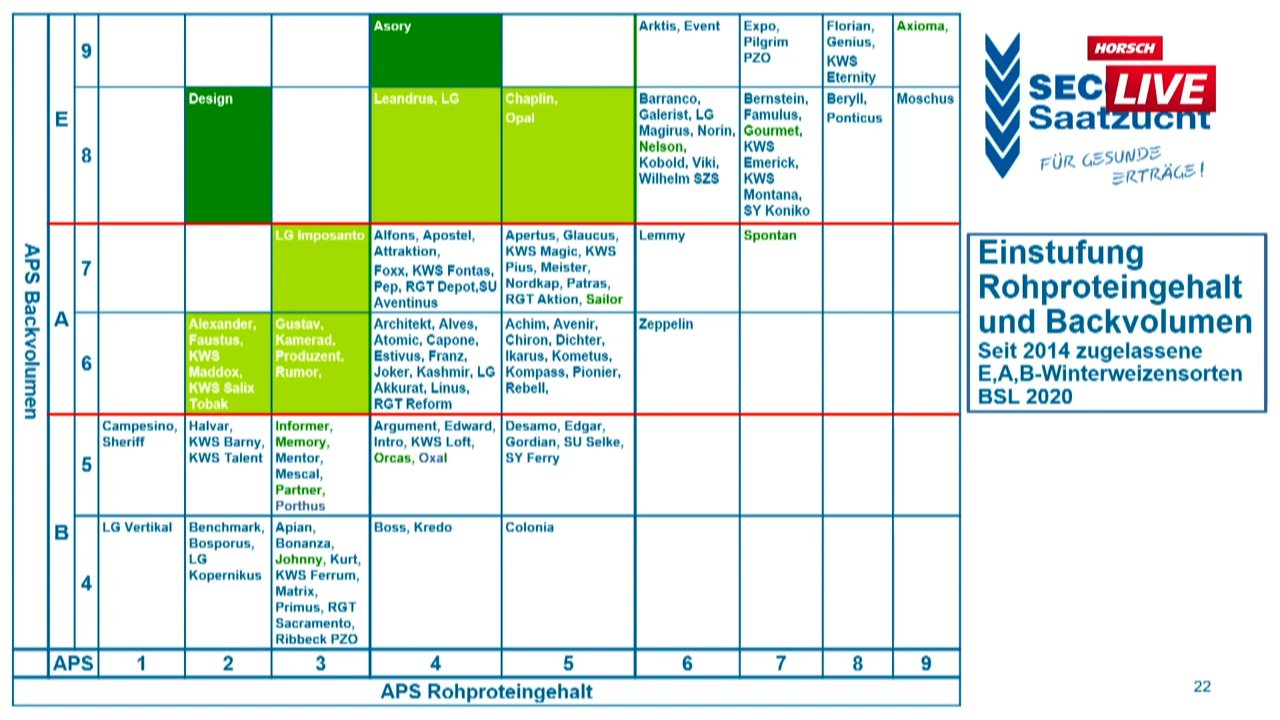 APS Backvolumen
E
9
Asory
Arktis, Event
Expo,
Pilgrim
PZO
Florian,
Genius,
KWS
Eternity
Axioma,
8
Design
Leandrus, LG
Chaplin,
Opal
Barranco,
Galerist, LG
Magirus, Norin,
Nelson,
Kobold, Viki,
Wilhelm SZS
Bernstein,
Famulus,
Gourmet,
KWS
Emerick,
KWS
Montana,
SY Koniko
Beryll,
Ponticus
Moschus
A
7
LG Imposanto
Alfons, Apostel,
Attraktion,
Foxx, KWS Fontas,
Pep, RGT Depot,SU
Aventinus
Apertus, Glaucus,
KWS Magic, KWS
Pius, Meister,
Nordkap, Patras,
RGT Aktion, Sailor
Lemmy
Spontan
6
Alexander,
Faustus,
KWS
Maddox,
KWS Salix
Tobak
Gustav,
Kamerad,
Produzent,
Rumor,
Architekt, Alves,
Atomic, Capone,
Estivus, Franz,
Joker, Kashmir, LG
Akkurat, Linus,
RGT Reform
Achim, Avenir,
Chiron, Dichter,
Ikarus, Kometus,
Kompass, Pionier,
Rebell,
Zeppelin
B
5
Campesino,
Sheriff
Halvar,
KWS Barny,
KWS Talent
Informer,
Memory,
Mentor,
Mescal,
Partner,
Porthus
Argument, Edward,
Intro, KWS Loft,
Orcas, Oxal
Desamo, Edgar,
Gordian, SU Selke,
SY Ferry
4
LG Vertikal
Benchmark,
Bosporus,
LG
Kopernikus
Apian,
Bonanza,
Johnny, Kurt,
KWS Ferrum,
Matrix,
Primus, RGT
Sacramento,
Ribbeck PZO
Boss, Kredo
Colonia
APS 1 2 3 4 5 6 7 8 9
APS Rohproteingehalt
HORSCH
LIVE
SEC
Saatzucht
FÜR GESUNDE
ERTRÄGE!
Einstufung
Rohproteingehalt
und Backvolumen
Seit 2014 zugelassene
E,A,B-Winterweizensorten
BSL 2020
22